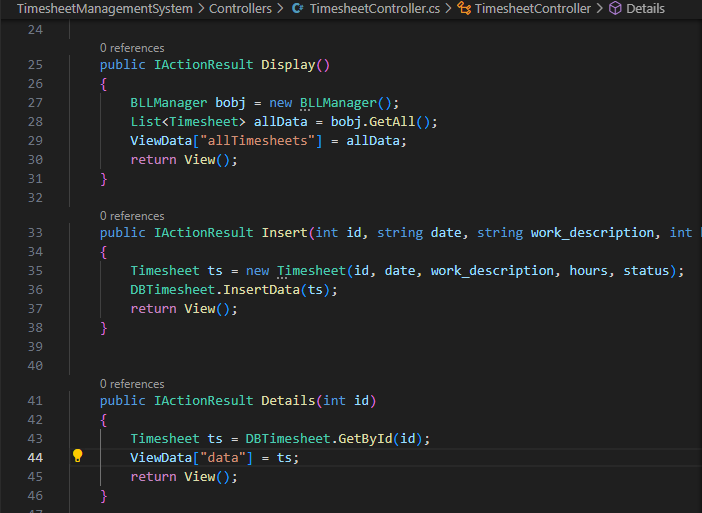 TimesheetManagementSystem > Controllers > TimesheetController.cs > TimesheetController > Details
24
0 references
25 public IActionResult Display()
26 {
27 BLLManager bobj = new BLLManager();
28 List<Timesheet> allData = bobj.GetAll();
29 ViewData["allTimesheets"] = allData;
30 return View();
31 }
32
0 references
33 public IActionResult Insert(int id, string date, string work_description, int
34 {
35 Timesheet ts = new Timesheet(id, date, work_description, hours, status);
36 DBTimesheet.InsertData(ts);
37 return View();
38 }
39
40
0 references
41 public IActionResult Details(int id)
42 {
43 Timesheet ts = DBTimesheet.GetById(id);
44 ViewData["data"] = ts;
45 return View();
46 }
47